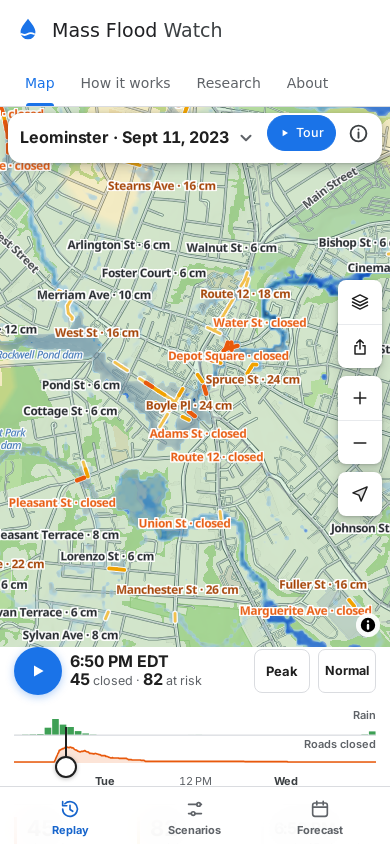 Mass Flood Watch
Map How it works Research About
closed
Leominster · Sept 11, 2023 Tour
closed
Stearns Ave · 16 cm
Main Street
Arlington St · 6 cm Walnut St · 6 cm Bishop St · 6
Foster Court · 6 cm Cinema
Merriam Ave · 10 cm Route 12 · 18 cm
12 cm West St · 16 cm Water St · closed
Rockwell Pond dam Depot Square · closed
Pond St · 6 cm Spruce St · 24 cm
Cottage St · 6 cm Boyle Pl · 24 cm
Adams St · closed
dam Route 12 · closed
Pleasant St · closed
Union St · closed Johnson St
easant Terrace · 8 cm
Lorenzo St · 6 cm
22 cm
6 cm Manchester St · 26 cm Fuller St · 16 cm
van Terrace · 6 cm Marguerite Ave · closed
Sylvan Ave · 8 cm
6:50 PM EDT
45 closed · 82 at risk
Peak Normal
Rain
Roads closed
Tue 12 PM Wed
Replay Scenarios Forecast